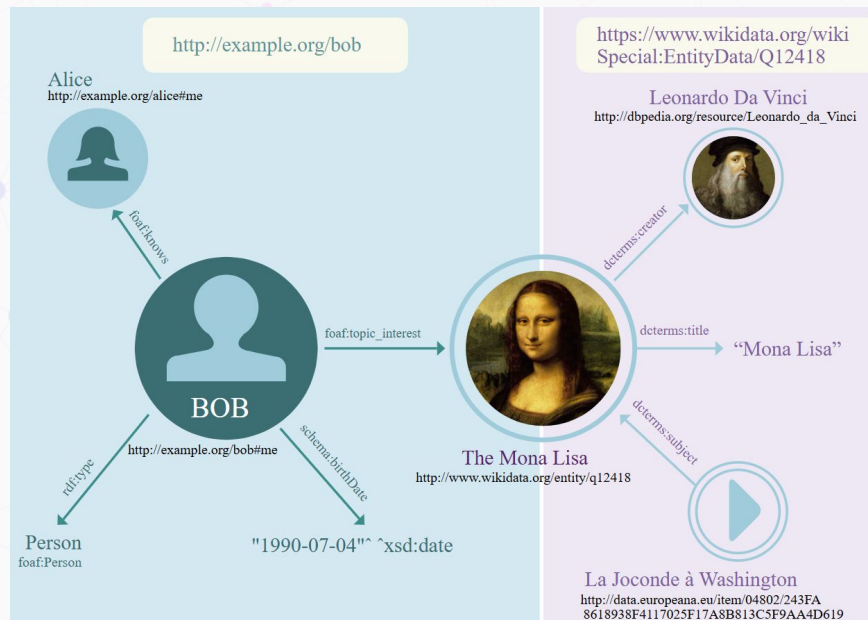 http://example.org/bob
https://www.wikidata.org/wiki
Special:EntityData/Q12418
Alice
http://example.org/alice#me
Leonardo Da Vinci
http://dbpedia.org/resource/Leonardo_da_Vinci
foaf:knows
dcterms:creator
foaf:topic_interest
dcterms:title
“Mona Lisa”
BOB
http://example.org/bob#me
rdf:type
schema:birthDate
The Mona Lisa
http://www.wikidata.org/entity/q12418
dcterms:subject
Person
foaf:Person
"1990-07-04"^ ^xsd:date
La Joconde à Washington
http://data.europeana.eu/item/04802/243FA
8618938F4117025F17A8B813C5F9AA4D619